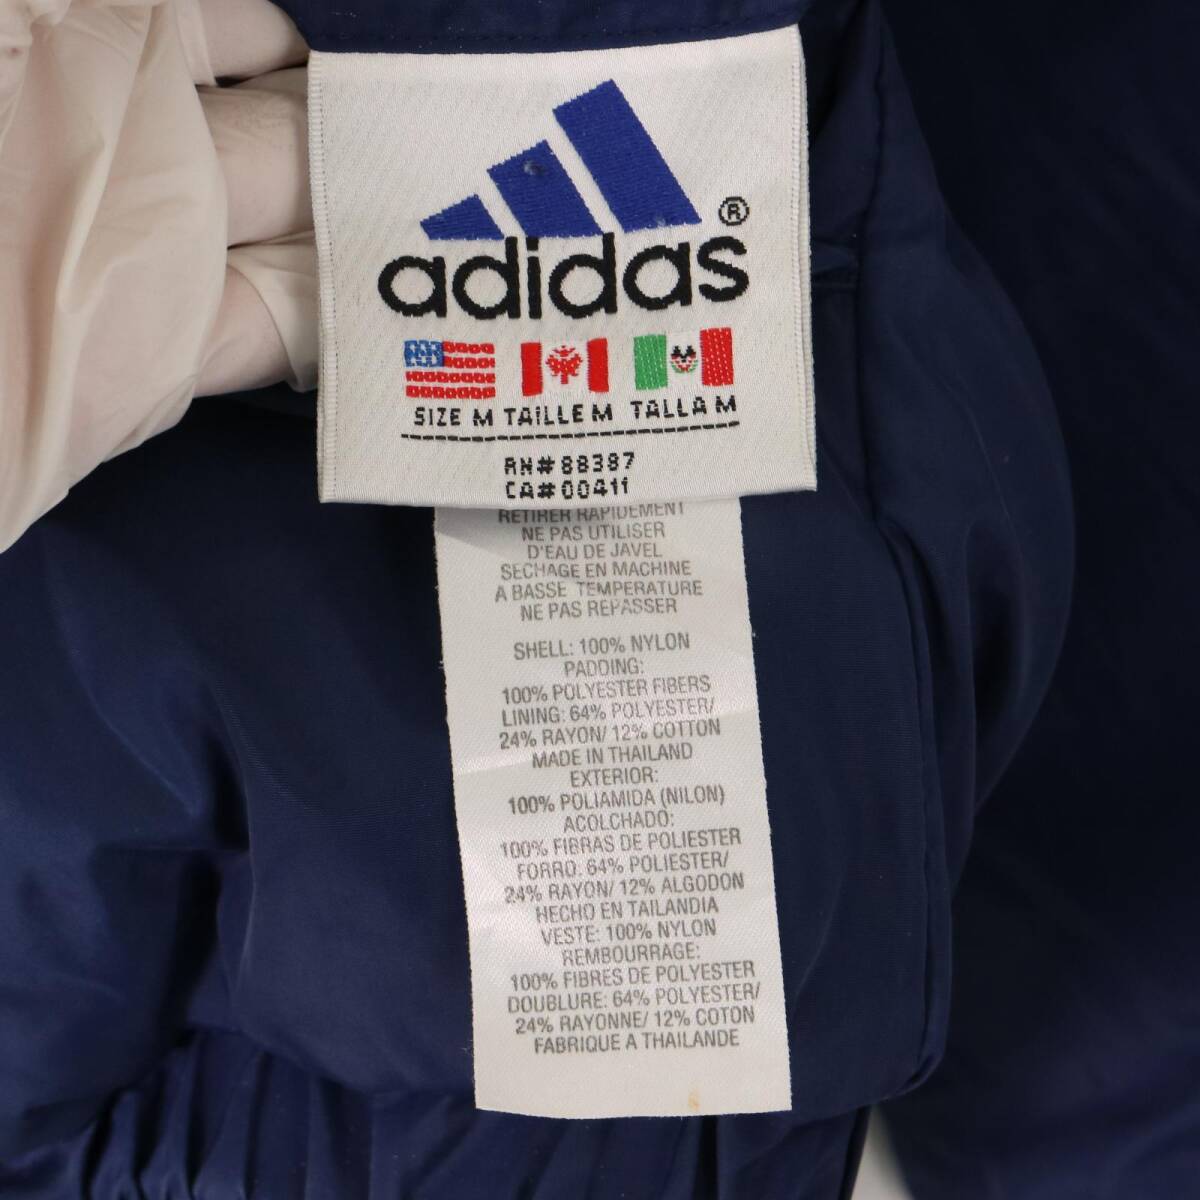 ®
adidas
SIZE M TAILLE M TALLA M
RN# 88387
CA# 00411
RETIRER RAPIDEMENT
NE PAS UTILISER
D'EAU DE JAVEL
SECHAGE EN MACHINE
A BASSE TEMPERATURE
NE PAS REPASSER
SHELL: 100% NYLON
PADDING:
100% POLYESTER FIBERS
LINING: 64% POLYESTER/
24% RAYON/ 12% COTTON
MADE IN THAILAND
EXTERIOR:
100% POLIAMIDA (NILON)
ACOLCHADO:
100% FIBRAS DE POLIESTER
FORRO: 64% POLIESTER/
24% RAYON/ 12% ALGODON
HECHO EN TAILANDIA
VESTE: 100% NYLON
REMBOURRAGE:
100% FIBRES DE POLYESTER
DOUBLURE: 64% POLYESTER/
24% RAYONNE/ 12% COTON
FABRIQUE A THAILANDE